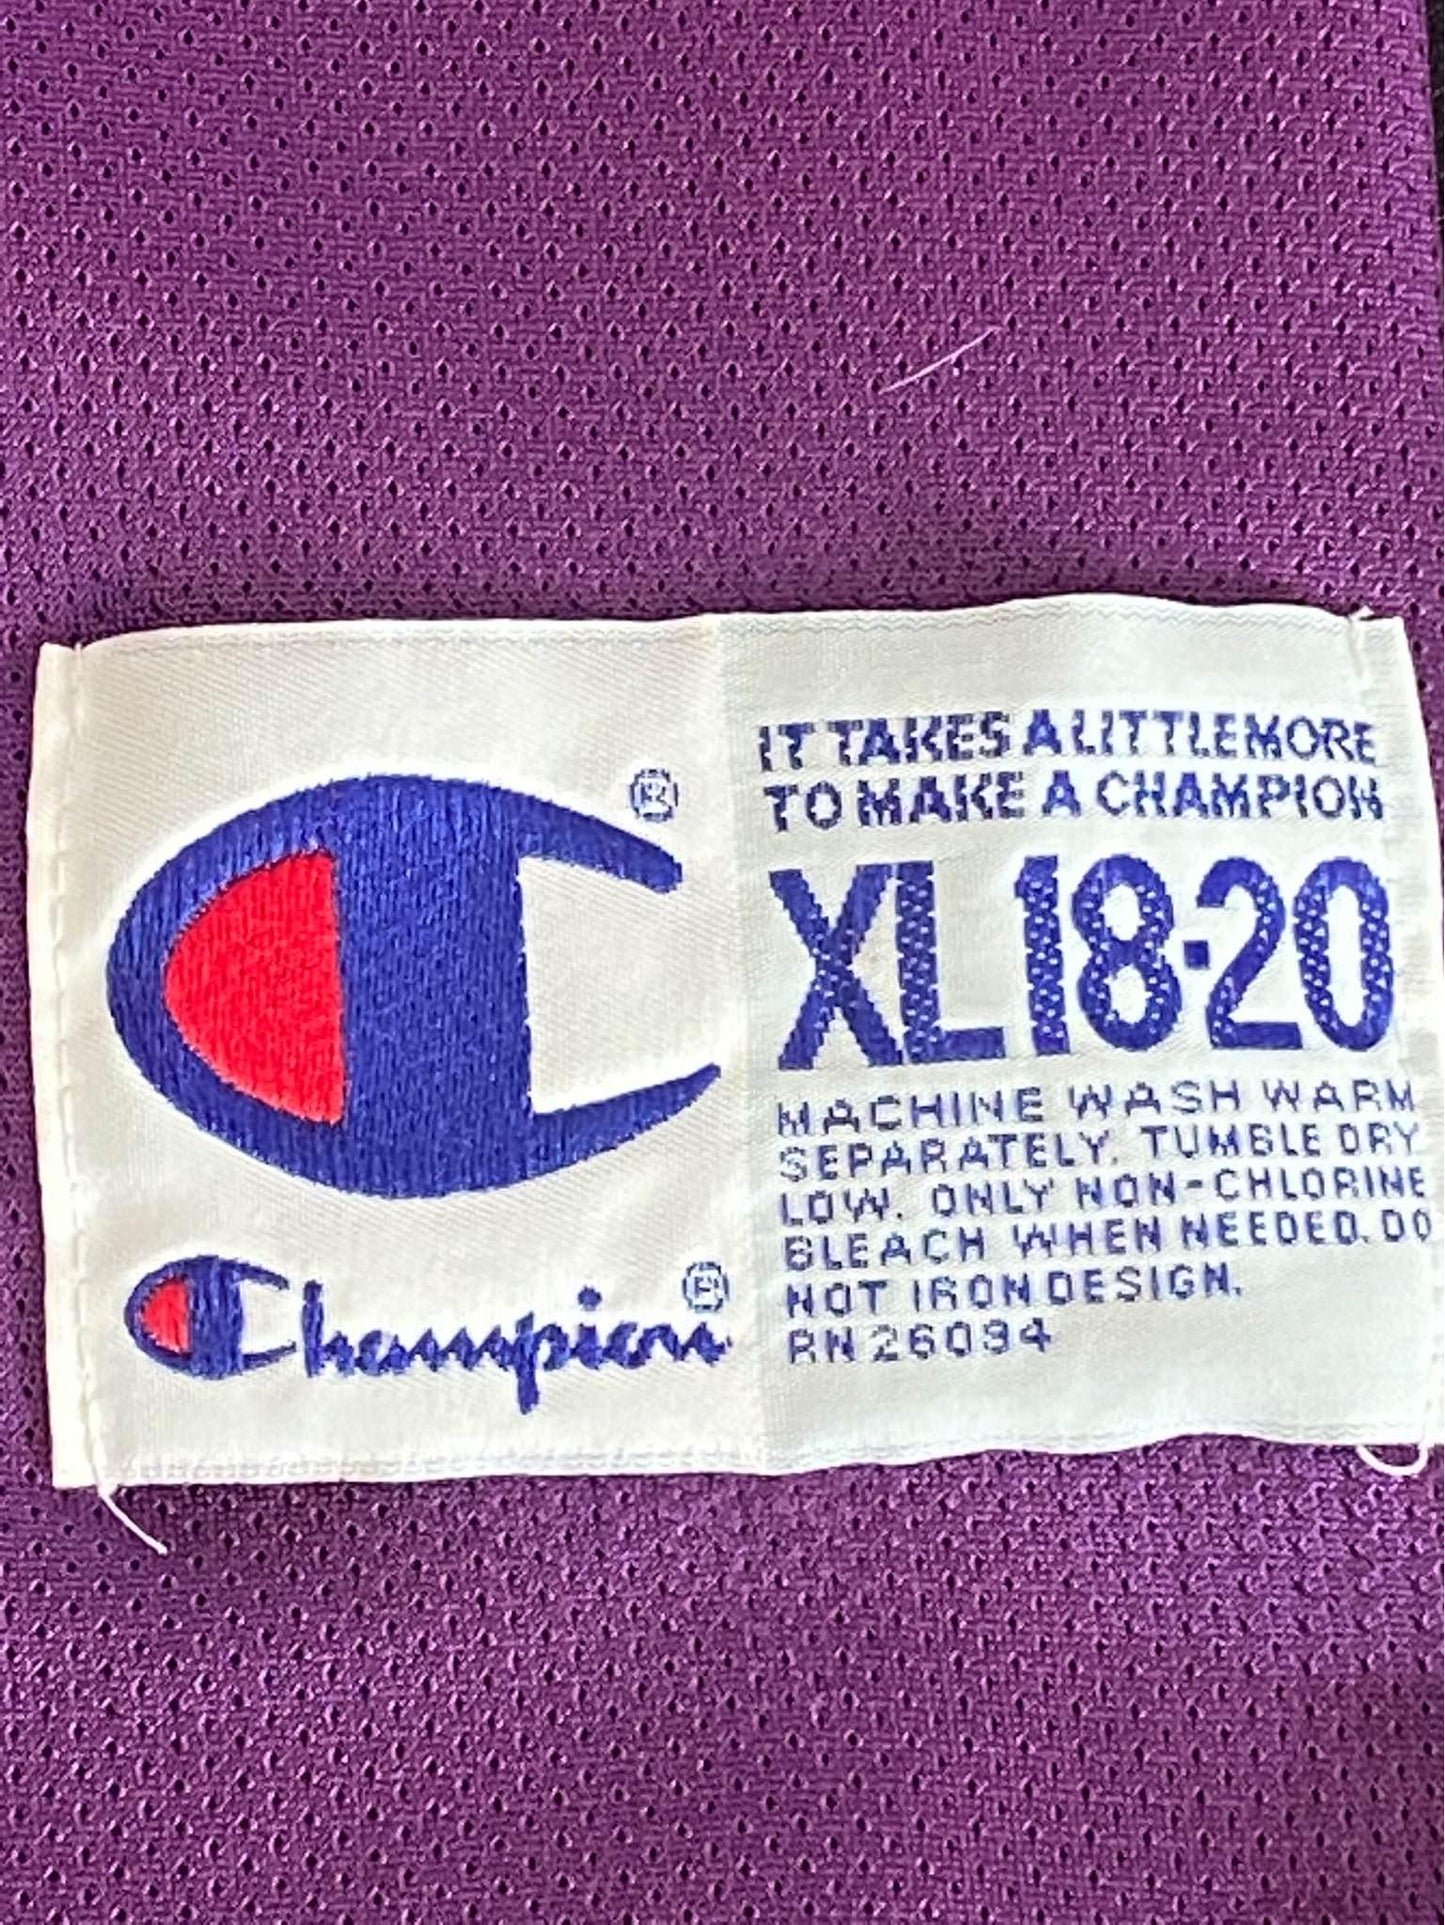 ®
IT TAKES A LITTLE MORE
TO MAKE A CHAMPION
XL 18-20
MACHINE WASH WARM
SEPARATELY. TUMBLE DRY
LOW. ONLY NON-CHLORINE
BLEACH WHEN NEEDED. DO
NOT IRON DESIGN.
RN 26094
Champion®